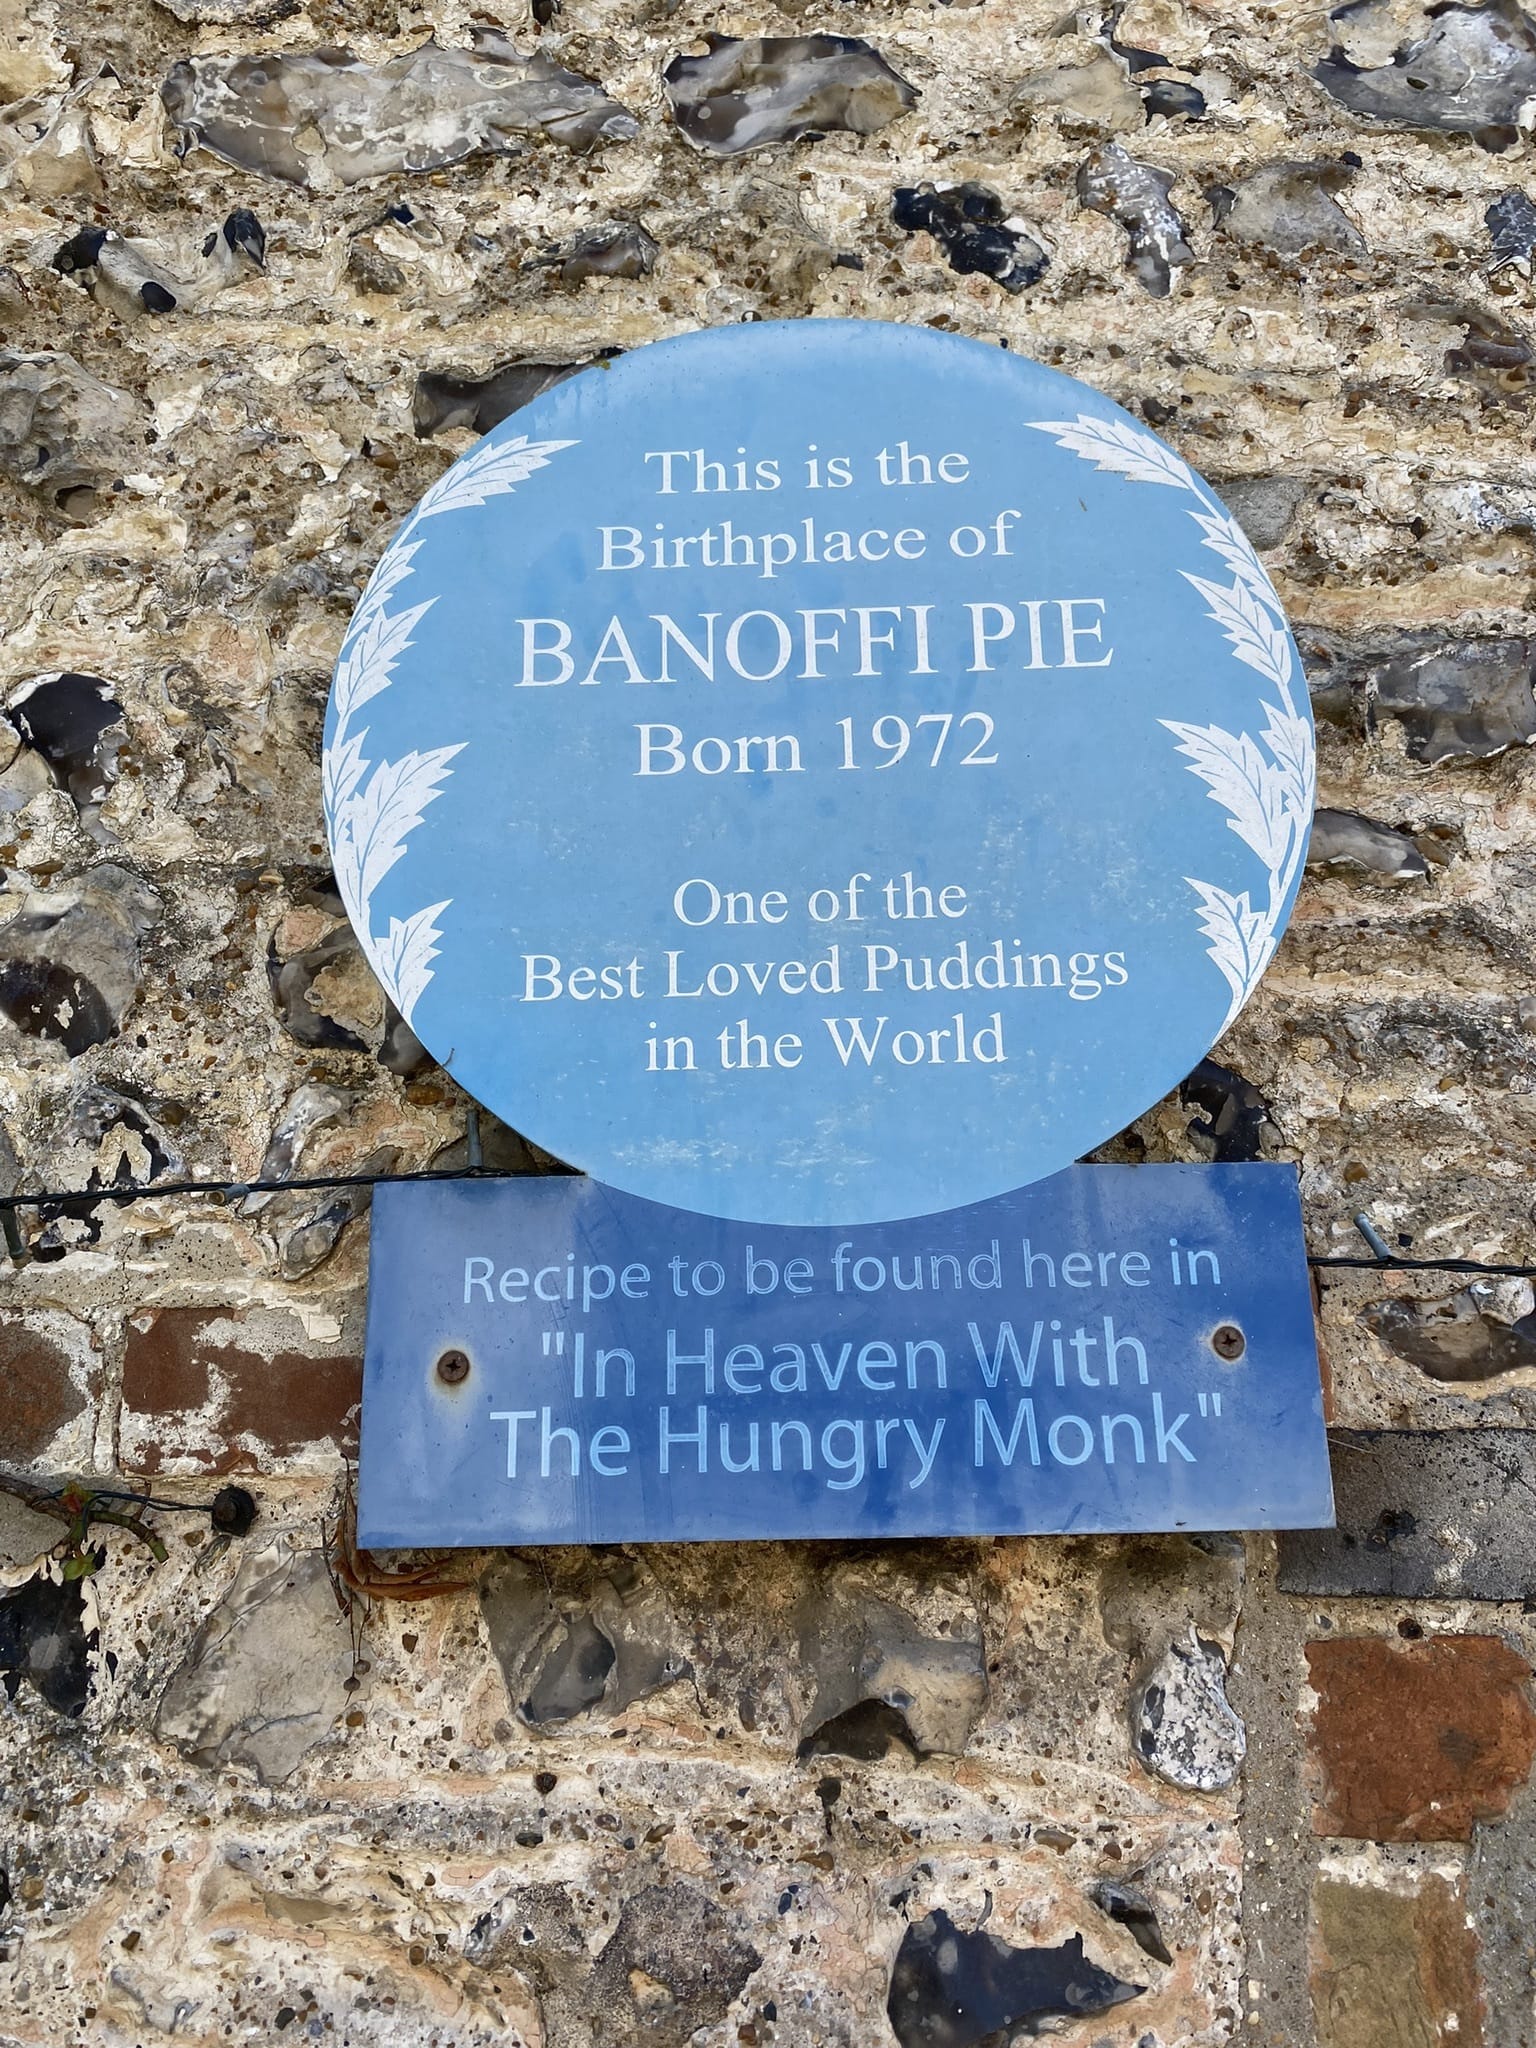 This is the
Birthplace of
BANOFFI PIE
Born 1972
One of the
Best Loved Puddings
in the World
Recipe to be found here in
"In Heaven With
The Hungry Monk"